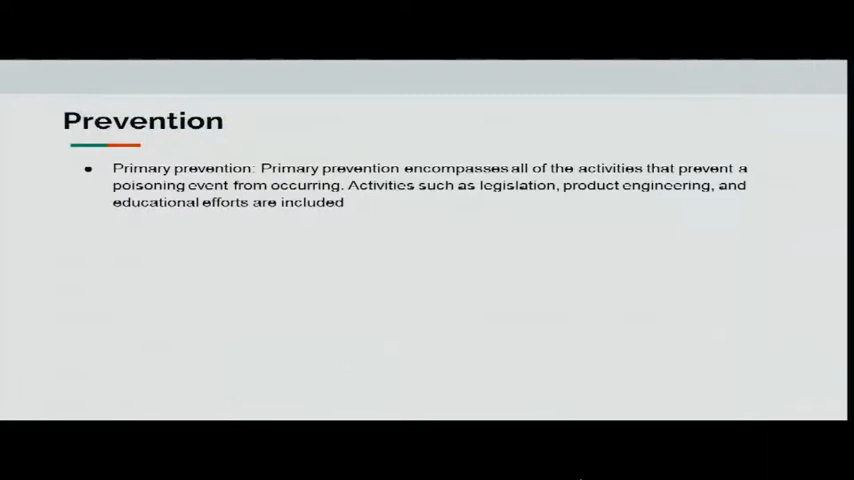 Prevention
● Primary prevention: Primary prevention encompasses all of the activities that prevent a
poisoning event from occurring. Activities such as legislation, product engineering, and
educational efforts are included